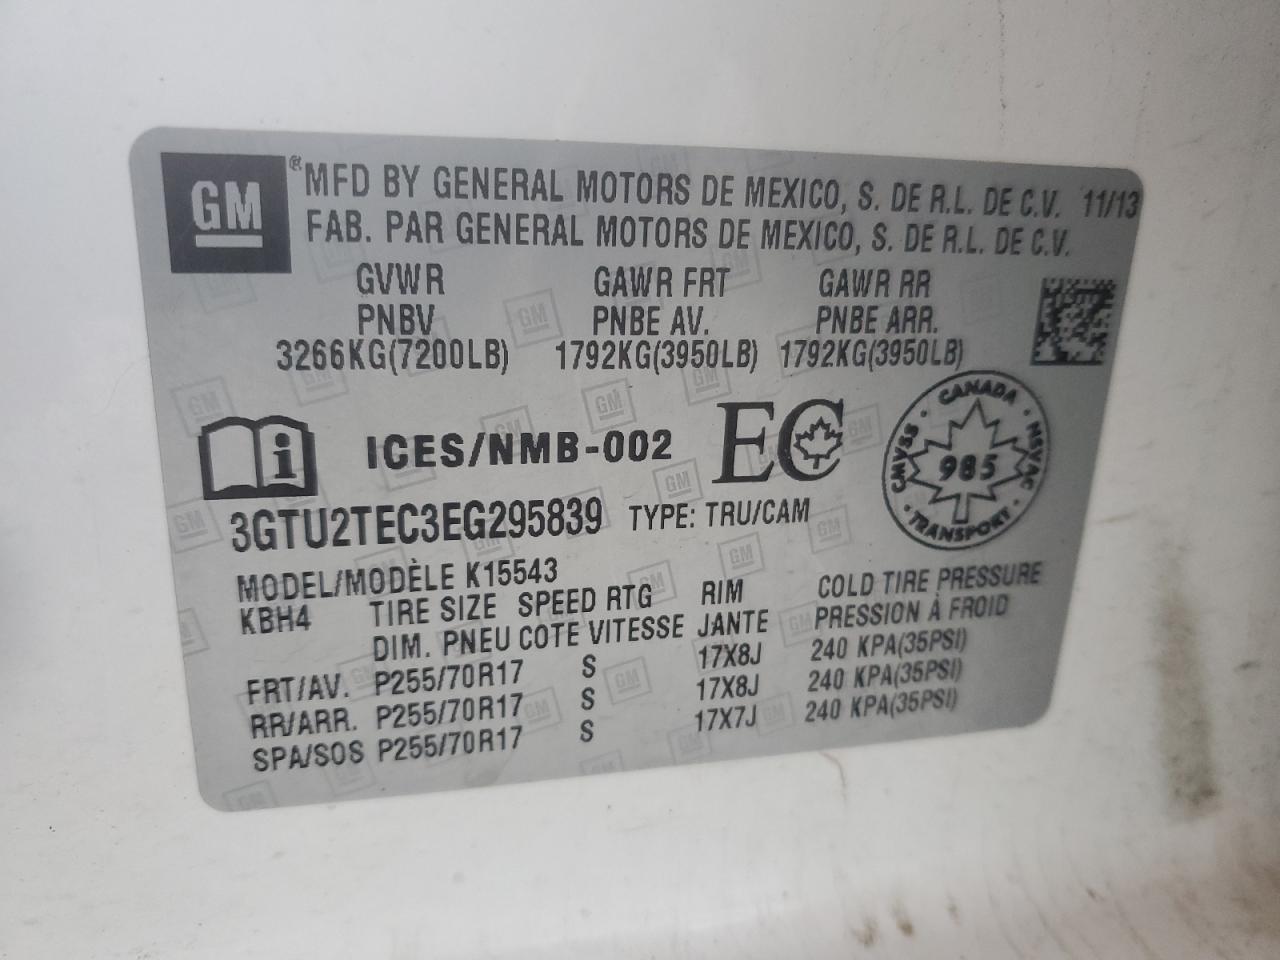 GM
® MFD BY GENERAL MOTORS DE MEXICO, S. DE R.L. DE C.V. 11/13
FAB. PAR GENERAL MOTORS DE MEXICO, S. DE R.L. DE C.V.
GVWR GAWR FRT GAWR RR
PNBV PNBE AV. PNBE ARR.
3266KG(7200LB) 1792KG(3950LB) 1792KG(3950LB)
i ICES/NMB-002 EC
CANADA
CMVSS 985 NSVAC
TRANSPORT
3GTU2TEC3EG295839 TYPE: TRU/CAM
MODEL/MODÈLE K15543
KBH4 TIRE SIZE SPEED RTG RIM COLD TIRE PRESSURE
DIM. PNEU COTE VITESSE JANTE PRESSION À FROID
FRT/AV. P255/70R17 S 17X8J 240 KPA(35PSI)
RR/ARR. P255/70R17 S 17X8J 240 KPA(35PSI)
SPA/SOS P255/70R17 S 17X7J 240 KPA(35PSI)